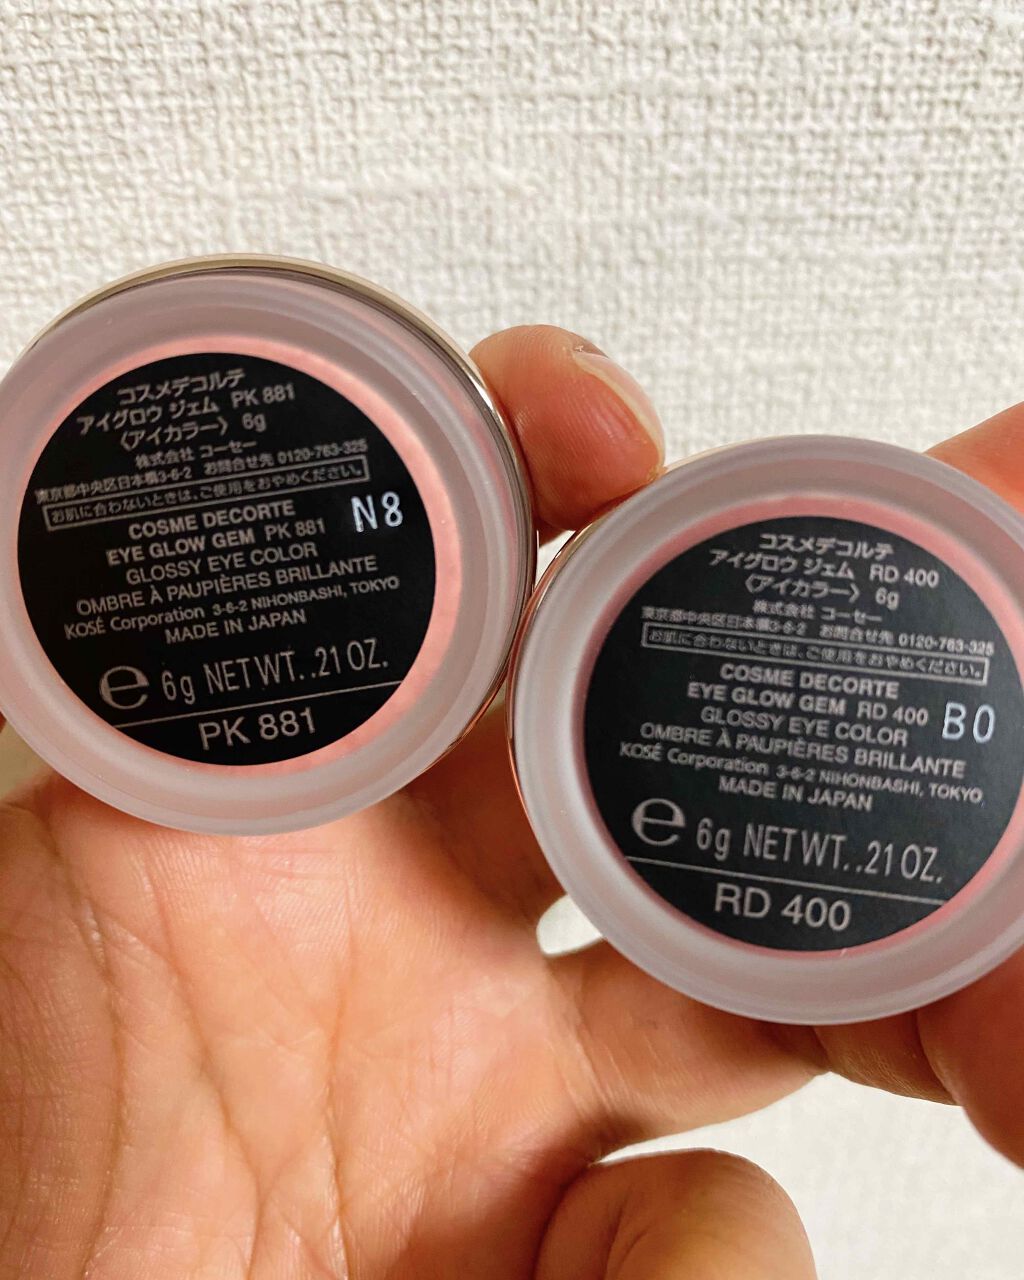 コスメデコルテ
アイグロウ ジェム PK 881
〈アイカラー〉 6g
株式会社 コーセー
東京都中央区日本橋3-6-2 お問合せ先 0120-763-325
お肌に合わないときは、ご使用をおやめください。
COSME DECORTE
EYE GLOW GEM PK 881
N8
GLOSSY EYE COLOR
OMBRE À PAUPIÈRES BRILLANTE
KOSÉ Corporation 3-6-2 NIHONBASHI, TOKYO
MADE IN JAPAN
e 6g NET WT. .21 OZ.
PK 881
コスメデコルテ
アイグロウ ジェム RD 400
〈アイカラー〉 6g
株式会社 コーセー
東京都中央区日本橋3-6-2 お問合せ先 0120-763-325
お肌に合わないときは、ご使用をおやめください。
COSME DECORTE
EYE GLOW GEM RD 400
B0
GLOSSY EYE COLOR
OMBRE À PAUPIÈRES BRILLANTE
KOSÉ Corporation 3-6-2 NIHONBASHI, TOKYO
MADE IN JAPAN
e 6g NET WT. .21 OZ.
RD 400